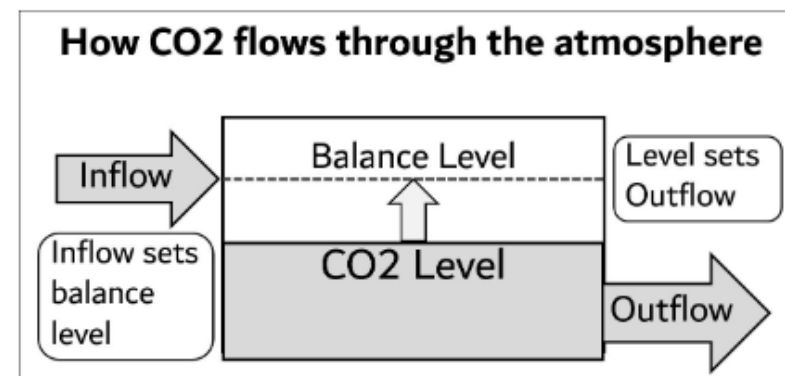 How CO2 flows through the atmosphere
Inflow
Balance Level
Level sets
Outflow
Inflow sets
balance
level
CO2 Level
Outflow